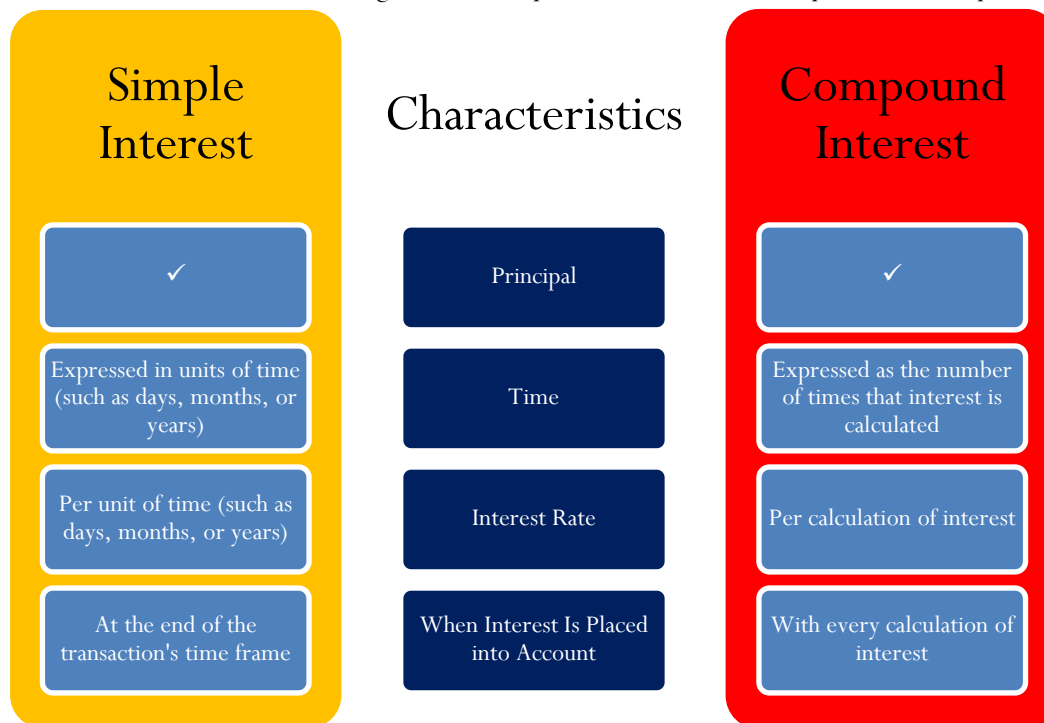 Simple
Interest
Characteristics
Compound
Interest
✓
Principal
✓
Expressed in units of time
(such as days, months, or
years)
Time
Expressed as the number
of times that interest is
calculated
Per unit of time (such as
days, months, or years)
Interest Rate
Per calculation of interest
At the end of the
transaction's time frame
When Interest Is Placed
into Account
With every calculation of
interest